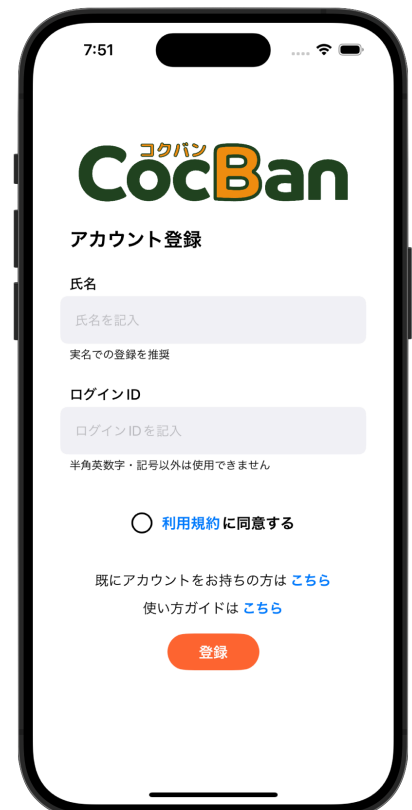 7:51
コクバン
CocBan
アカウント登録
氏名
氏名を記入
実名での登録を推奨
ログインID
ログインIDを記入
半角英数字・記号以外は使用できません
利用規約に同意する
既にアカウントをお持ちの方は こちら
使い方ガイドは こちら
登録